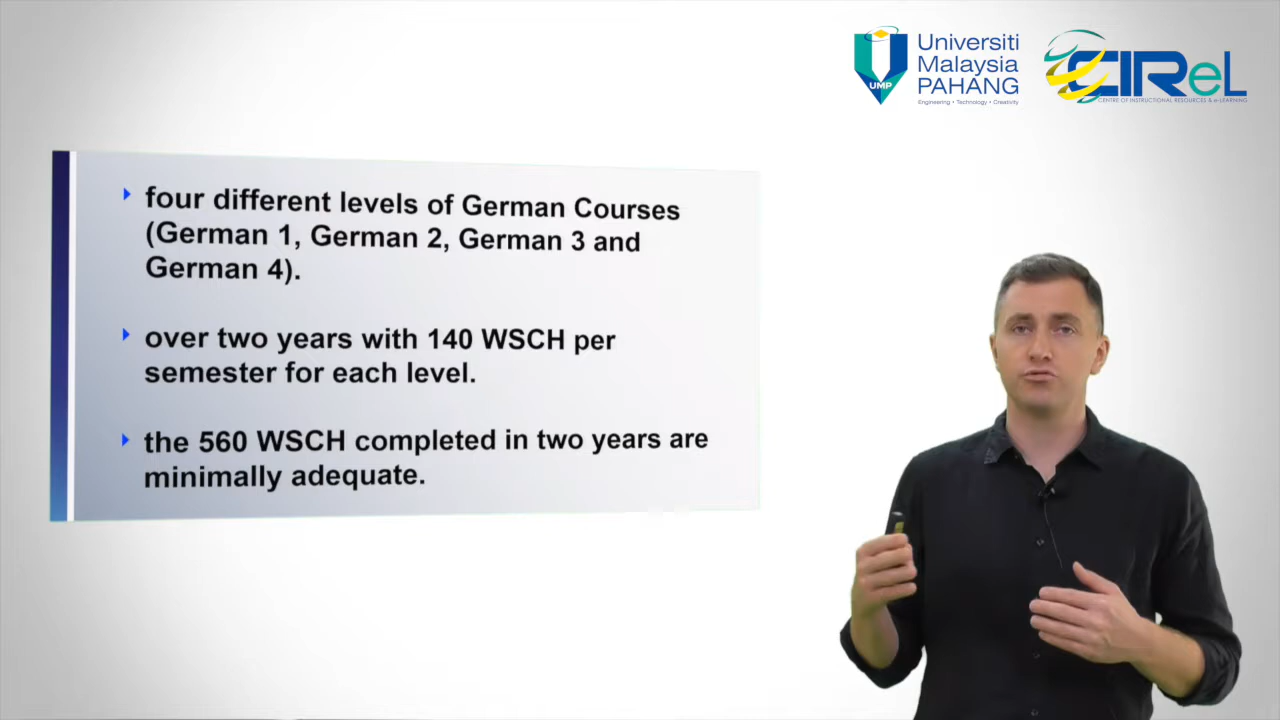 Universiti
Malaysia
PAHANG
Engineering • Technology • Creativity
UMP
CIReL
CENTRE OF INSTRUCTIONAL RESOURCES & e-LEARNING
four different levels of German Courses
(German 1, German 2, German 3 and
German 4).
over two years with 140 WSCH per
semester for each level.
the 560 WSCH completed in two years are
minimally adequate.